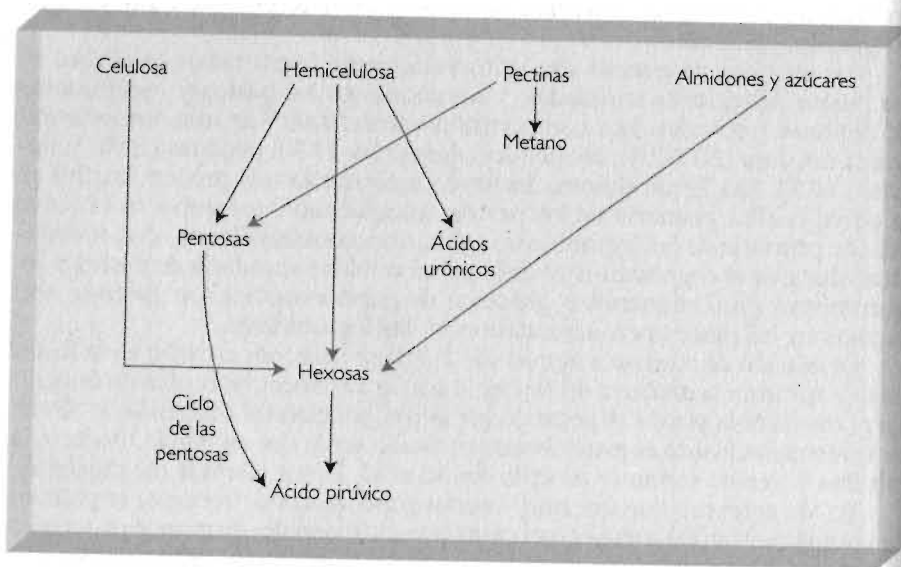 Celulosa
Hemicelulosa
Pectinas
Almidones y azúcares
Metano
Pentosas
Ácidos
urónicos
Hexosas
Ciclo
de las
pentosas
Ácido pirúvico